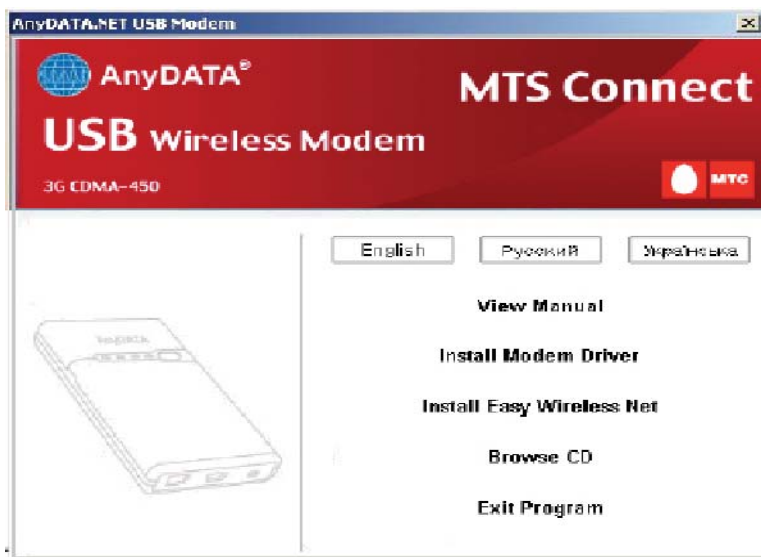 AnyDATA.NET USB Modem
AnyDATA®
MTS Connect
USB Wireless Modem
3G CDMA-450
МТС
English
Русский
Українська
View Manual
AnyDATA
Install Modem Driver
Install Easy Wireless Net
Browse CD
Exit Program